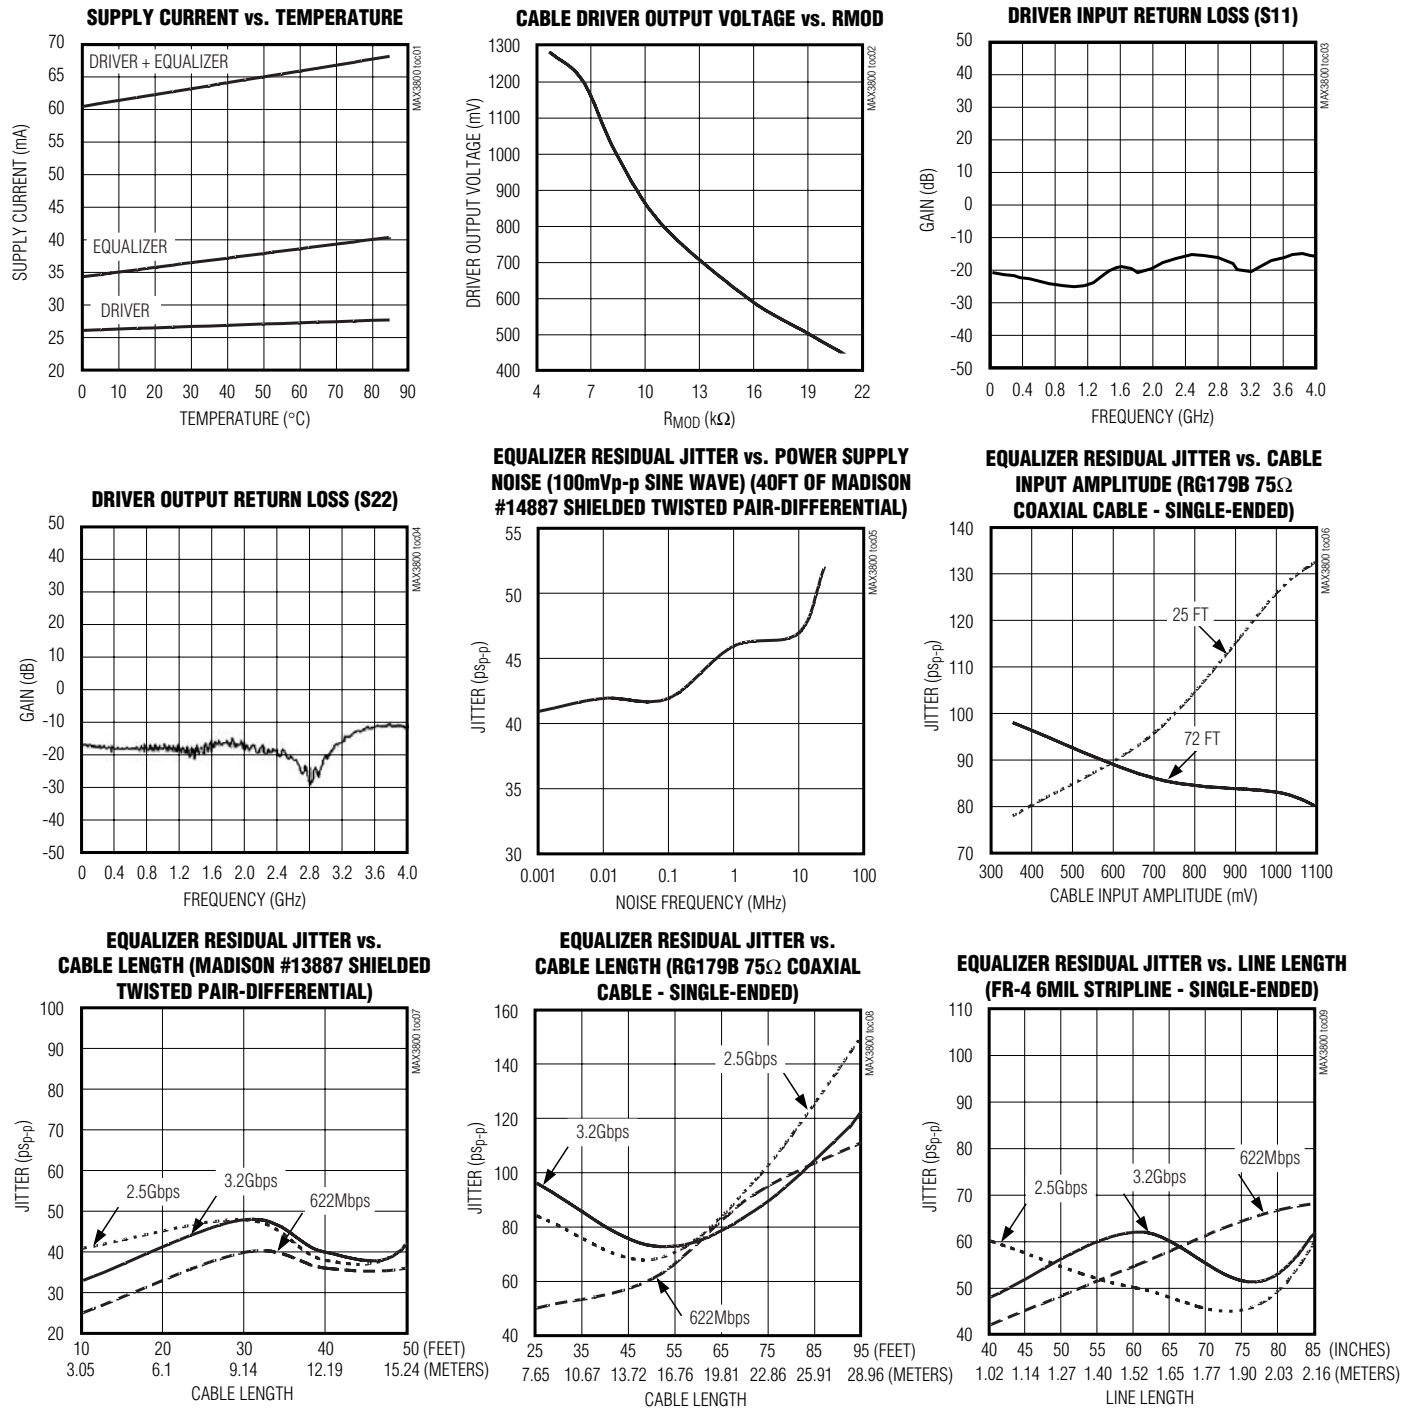 SUPPLY CURRENT vs. TEMPERATURE
70
65
60
55
50
45
40
35
30
25
20
SUPPLY CURRENT (mA)
DRIVER + EQUALIZER
EQUALIZER
DRIVER
MAX3800 toc01
0 10 20 30 40 50 60 70 80 90
TEMPERATURE (°C)
CABLE DRIVER OUTPUT VOLTAGE vs. RMOD
1300
1200
1100
1000
900
800
700
600
500
400
DRIVER OUTPUT VOLTAGE (mV)
MAX3800 toc02
4 7 10 13 16 19 22
RMOD (kΩ)
DRIVER INPUT RETURN LOSS (S11)
50
40
30
20
10
0
-10
-20
-30
-40
-50
GAIN (dB)
MAX3800 toc03
0 0.4 0.8 1.2 1.6 2.0 2.4 2.8 3.2 3.6 4.0
FREQUENCY (GHz)
DRIVER OUTPUT RETURN LOSS (S22)
50
40
30
20
10
0
-10
-20
-30
-40
-50
GAIN (dB)
MAX3800 toc04
0 0.4 0.8 1.2 1.6 2.0 2.4 2.8 3.2 3.6 4.0
FREQUENCY (GHz)
EQUALIZER RESIDUAL JITTER vs. POWER SUPPLY
NOISE (100mVp-p SINE WAVE) (40FT OF MADISON
#14887 SHIELDED TWISTED PAIR-DIFFERENTIAL)
55
50
45
40
35
30
JITTER (psp-p)
MAX3800 toc05
0.001 0.01 0.1 1 10 100
NOISE FREQUENCY (MHz)
EQUALIZER RESIDUAL JITTER vs. CABLE
INPUT AMPLITUDE (RG179B 75Ω
COAXIAL CABLE - SINGLE-ENDED)
140
130
120
110
100
90
80
70
JITTER (psp-p)
25 FT
72 FT
MAX3800 toc06
300 400 500 600 700 800 900 1000 1100
CABLE INPUT AMPLITUDE (mV)
EQUALIZER RESIDUAL JITTER vs.
CABLE LENGTH (MADISON #13887 SHIELDED
TWISTED PAIR-DIFFERENTIAL)
100
90
80
70
60
50
40
30
20
JITTER (psp-p)
2.5Gbps
3.2Gbps
622Mbps
MAX3800 toc07
10 20 30 40 50 (FEET)
3.05 6.1 9.14 12.19 15.24 (METERS)
CABLE LENGTH
EQUALIZER RESIDUAL JITTER vs.
CABLE LENGTH (RG179B 75Ω COAXIAL
CABLE - SINGLE-ENDED)
160
140
120
100
80
60
40
JITTER (psp-p)
2.5Gbps
3.2Gbps
622Mbps
MAX3800 toc08
25 35 45 55 65 75 85 95 (FEET)
7.65 10.67 13.72 16.76 19.81 22.86 25.91 28.96 (METERS)
CABLE LENGTH
EQUALIZER RESIDUAL JITTER vs. LINE LENGTH
(FR-4 6MIL STRIPLINE - SINGLE-ENDED)
110
100
90
80
70
60
50
40
JITTER (psp-p)
622Mbps
2.5Gbps
3.2Gbps
MAX3800 toc09
40 45 50 55 60 65 70 75 80 85 (INCHES)
1.02 1.14 1.27 1.40 1.52 1.65 1.77 1.90 2.03 2.16 (METERS)
LINE LENGTH